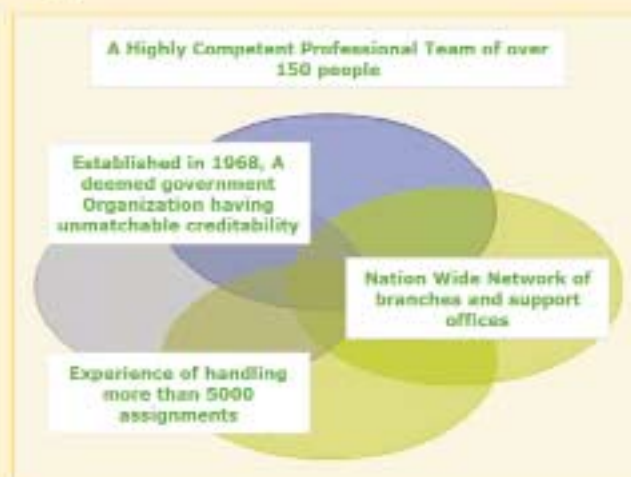 A Highly Competent Professional Team of over
150 people
Established in 1968, A
deemed government
Organization having
unmatchable creditability
Nation Wide Network of
branches and support
offices
Experience of handling
more than 5000
assignments